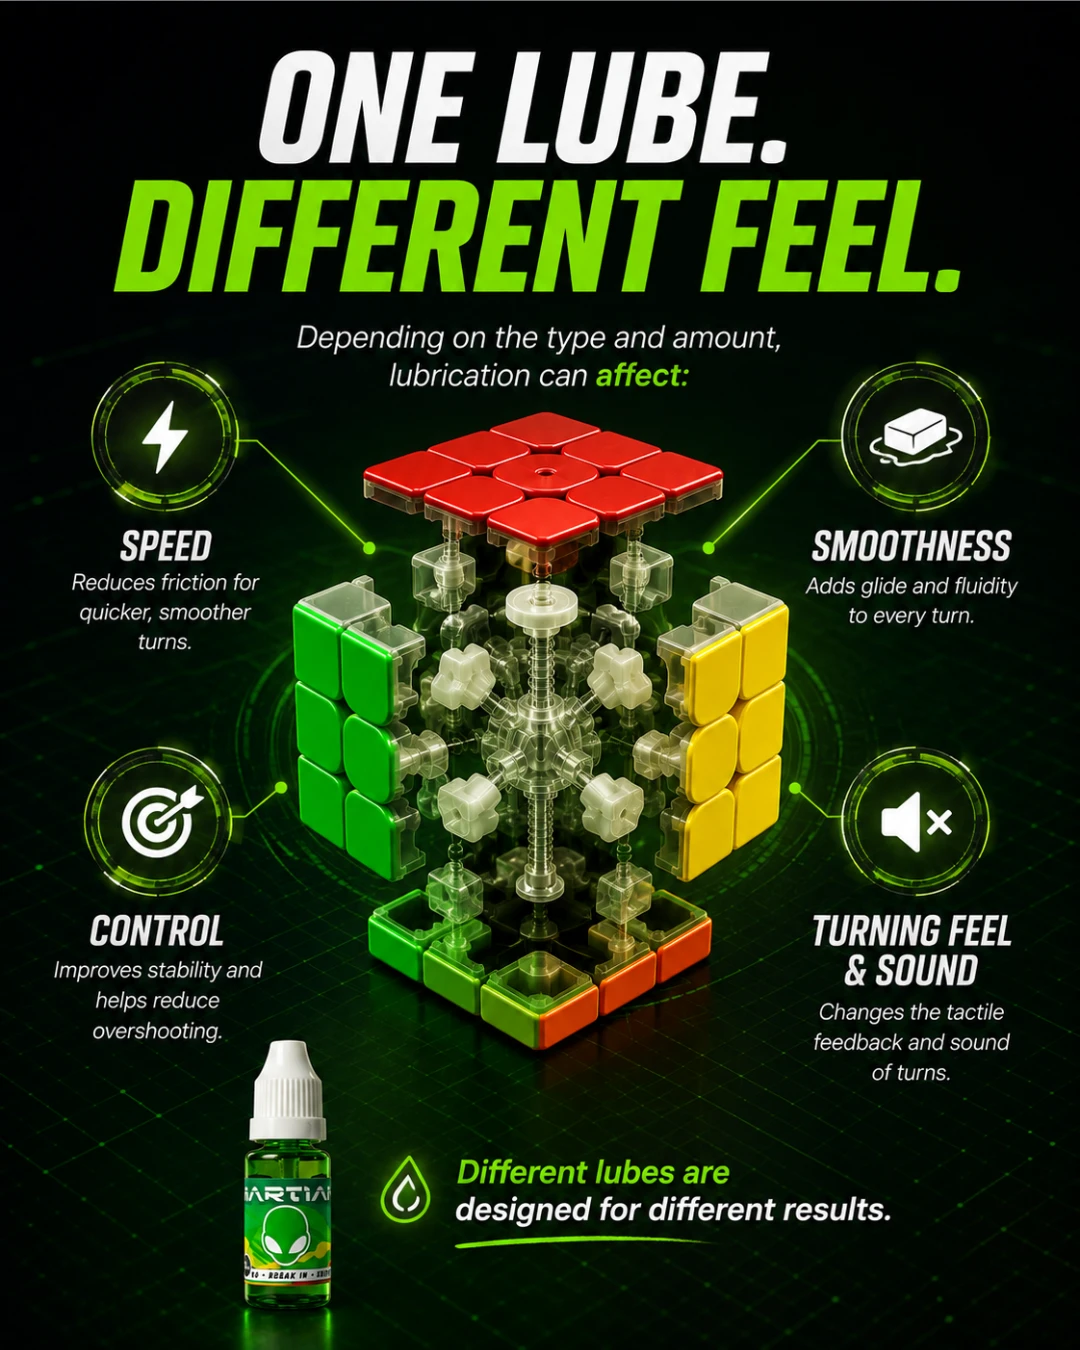 ONE LUBE.
DIFFERENT FEEL.
Depending on the type and amount,
lubrication can affect:
SPEED
Reduces friction for
quicker, smoother
turns.
SMOOTHNESS
Adds glide and fluidity
to every turn.
CONTROL
Improves stability and
helps reduce
overshooting.
TURNING FEEL
& SOUND
Changes the tactile
feedback and sound
of turns.
BREAK IN
Different lubes are
designed for different results.